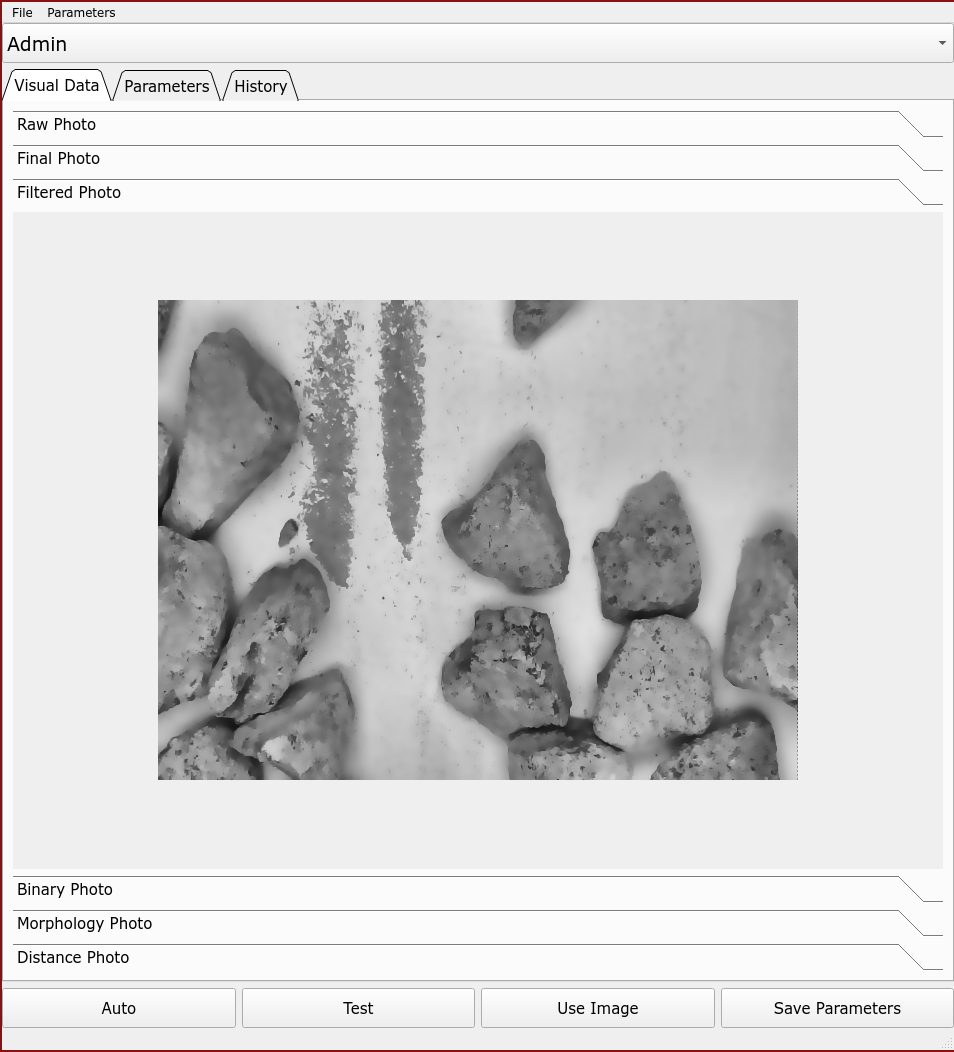 File Parameters
Admin
Visual Data Parameters History
Raw Photo
Final Photo
Filtered Photo
Binary Photo
Morphology Photo
Distance Photo
Auto Test Use Image Save Parameters